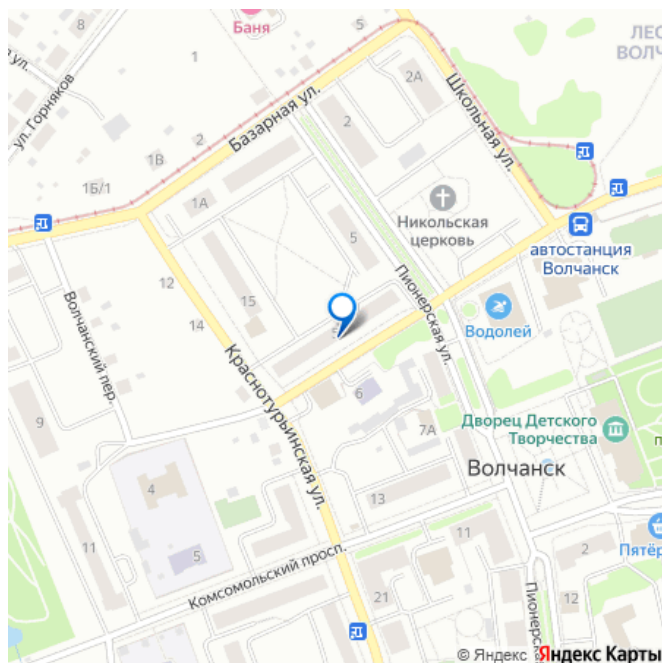 8
Баня
ЛЕС
ВОЛЧ
ул.
ул. Горняков
1
2А
Базарная ул.
2
2
Школьная ул.
1В
1Б/1
1А
Никольская
церковь
5
автостанция
Волчанск
12
15
Пионерская ул.
14
Волчанский пер.
5
Водолей
Краснотурьинская ул.
6
9
7А
Дворец Детского
Творчества
п
Волчанск
4
13
11
5
11
Комсомольский просп.
2
Пятёр
21
12
Пионерска
© Яндекс Яндекс Карты